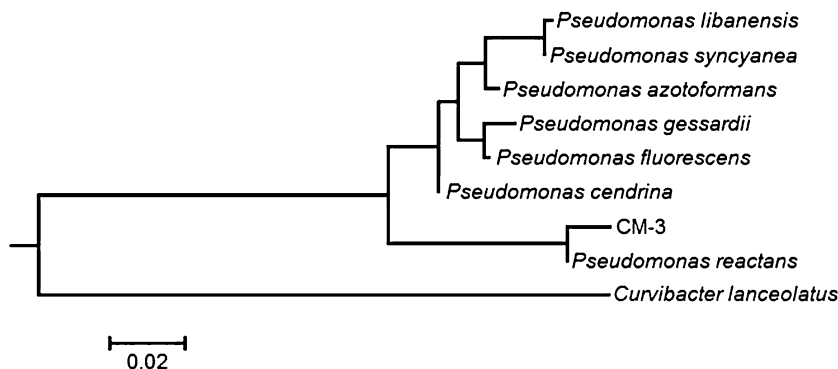 Pseudomonas libanensis
Pseudomonas syncyanea
Pseudomonas azotoformans
Pseudomonas gessardii
Pseudomonas fluorescens
Pseudomonas cendrina
CM-3
Pseudomonas reactans
Curvibacter lanceolatus
0.02